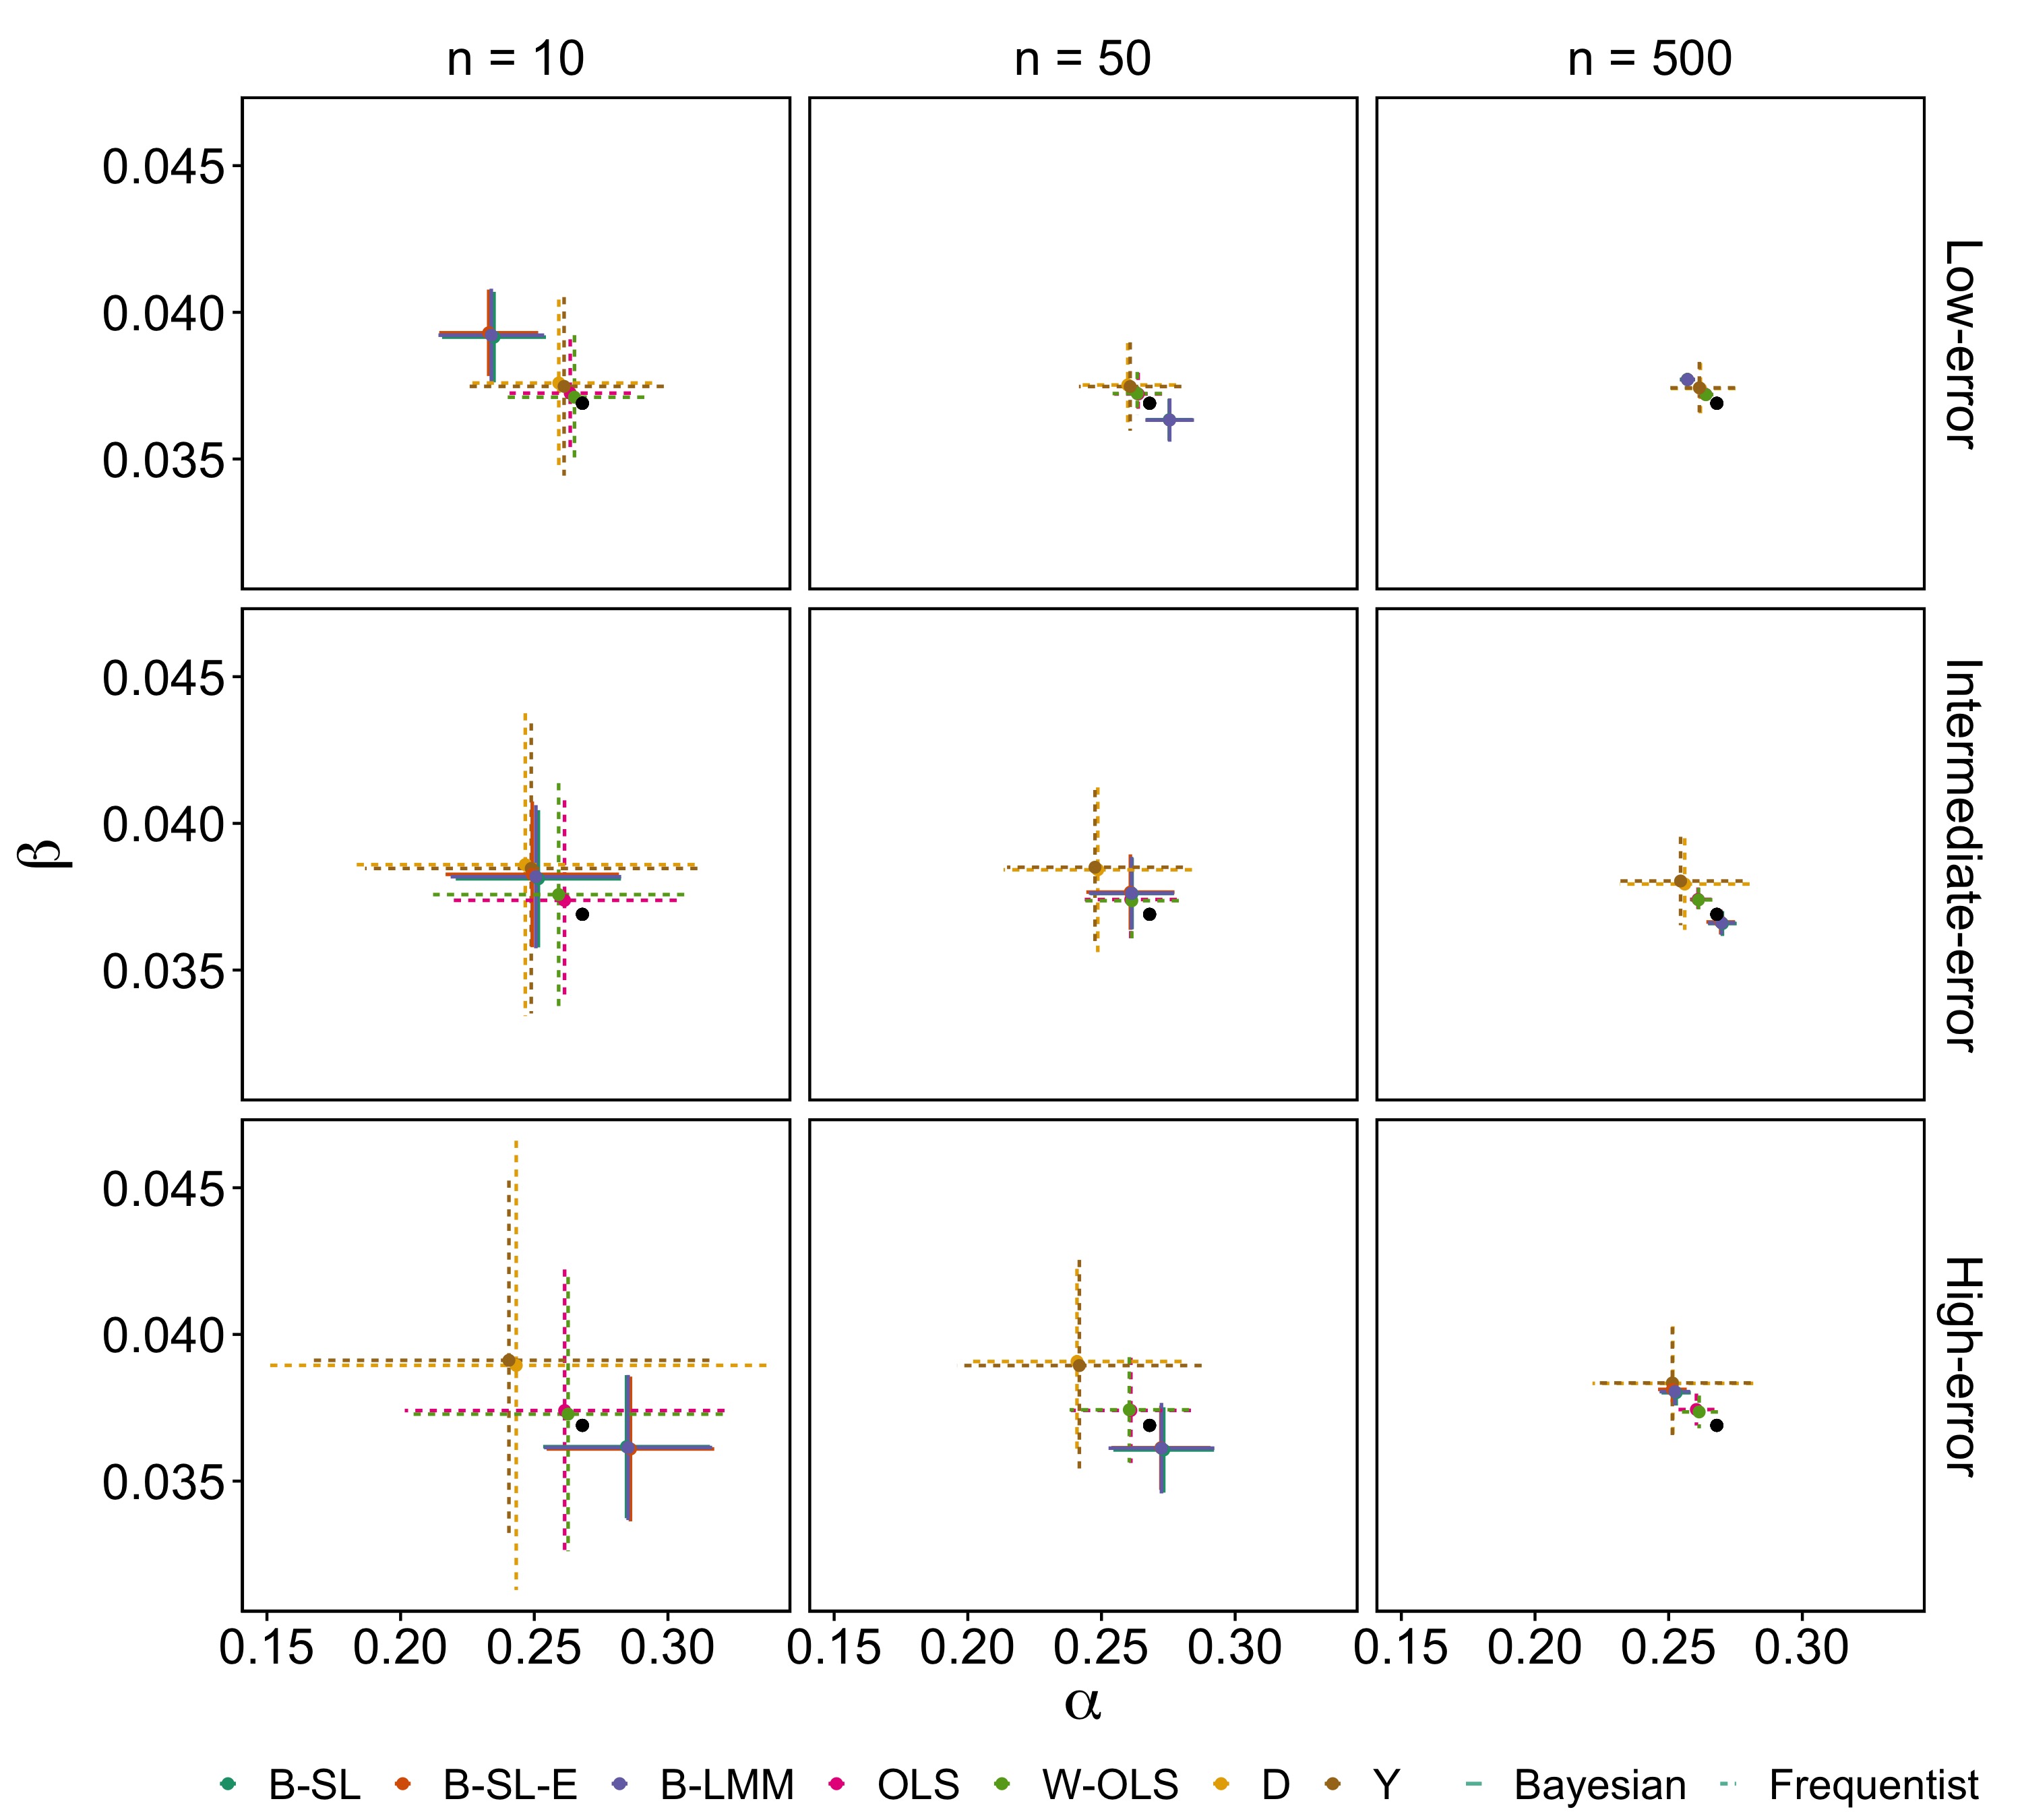 n = 10 n = 50 n = 500
0.045
0.040
0.035
Low-error
0.045
0.040
0.035
Intermediate-error
0.045
0.040
0.035
High-error
β
0.15 0.20 0.25 0.30 0.15 0.20 0.25 0.30 0.15 0.20 0.25 0.30
α
B-SL B-SL-E B-LMM OLS W-OLS D Y Bayesian Frequentist